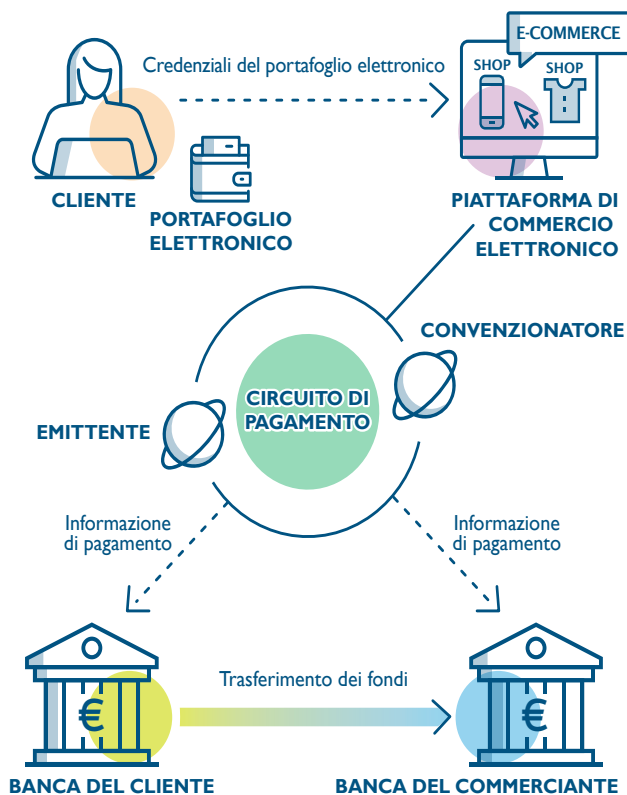 E-COMMERCE
Credenziali del portafoglio elettronico
SHOP
SHOP
CLIENTE
PORTAFOGLIO
ELETTRONICO
PIATTAFORMA DI
COMMERCIO
ELETTRONICO
CONVENZIONATORE
CIRCUITO DI
PAGAMENTO
EMITTENTE
Informazione
di pagamento
Informazione
di pagamento
Trasferimento dei fondi
€
€
BANCA DEL CLIENTE
BANCA DEL COMMERCIANTE